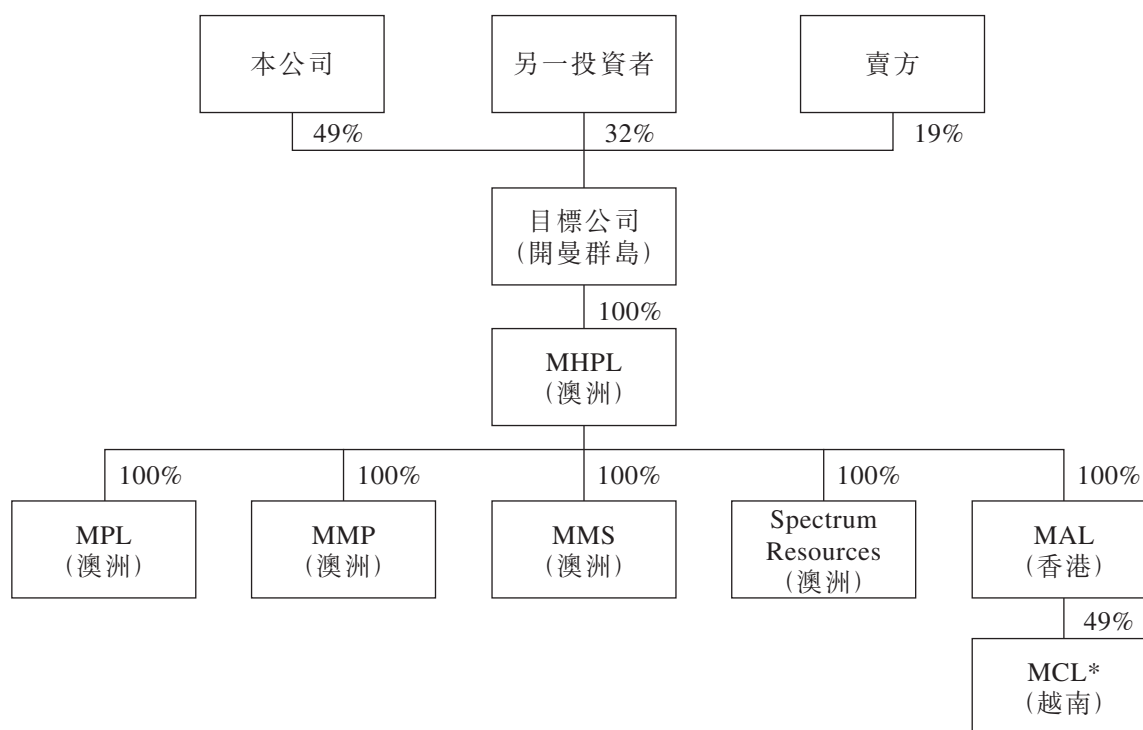 本公司
另一投資者
賣方
49%
32%
19%
目標公司
(開曼群島)
100%
MHPL
(澳洲)
100%
100%
100%
100%
100%
MPL
(澳洲)
MMP
(澳洲)
MMS
(澳洲)
Spectrum
Resources
(澳洲)
MAL
(香港)
49%
MCL*
(越南)